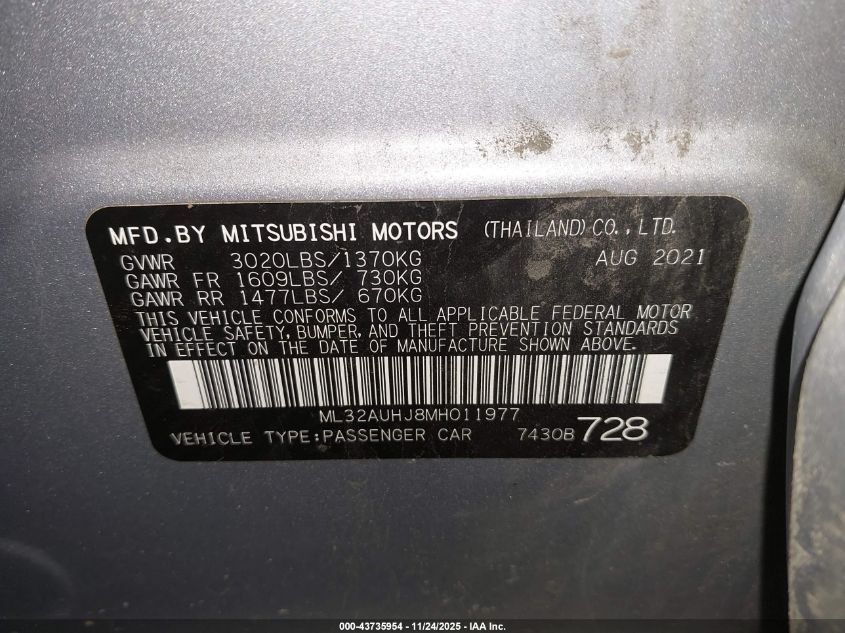 MFD.BY MITSUBISHI MOTORS (THAILAND) CO., LTD.
GVWR 3020LBS/1370KG AUG 2021
GAWR FR 1609LBS/ 730KG
GAWR RR 1477LBS/ 670KG
THIS VEHICLE CONFORMS TO ALL APPLICABLE FEDERAL MOTOR
VEHICLE SAFETY, BUMPER, AND THEFT PREVENTION STANDARDS
IN EFFECT ON THE DATE OF MANUFACTURE SHOWN ABOVE.
ML32AUHJ8MH011977
VEHICLE TYPE:PASSENGER CAR 7430B 728
000-43735954 - 11/24/2025 - IAA Inc.